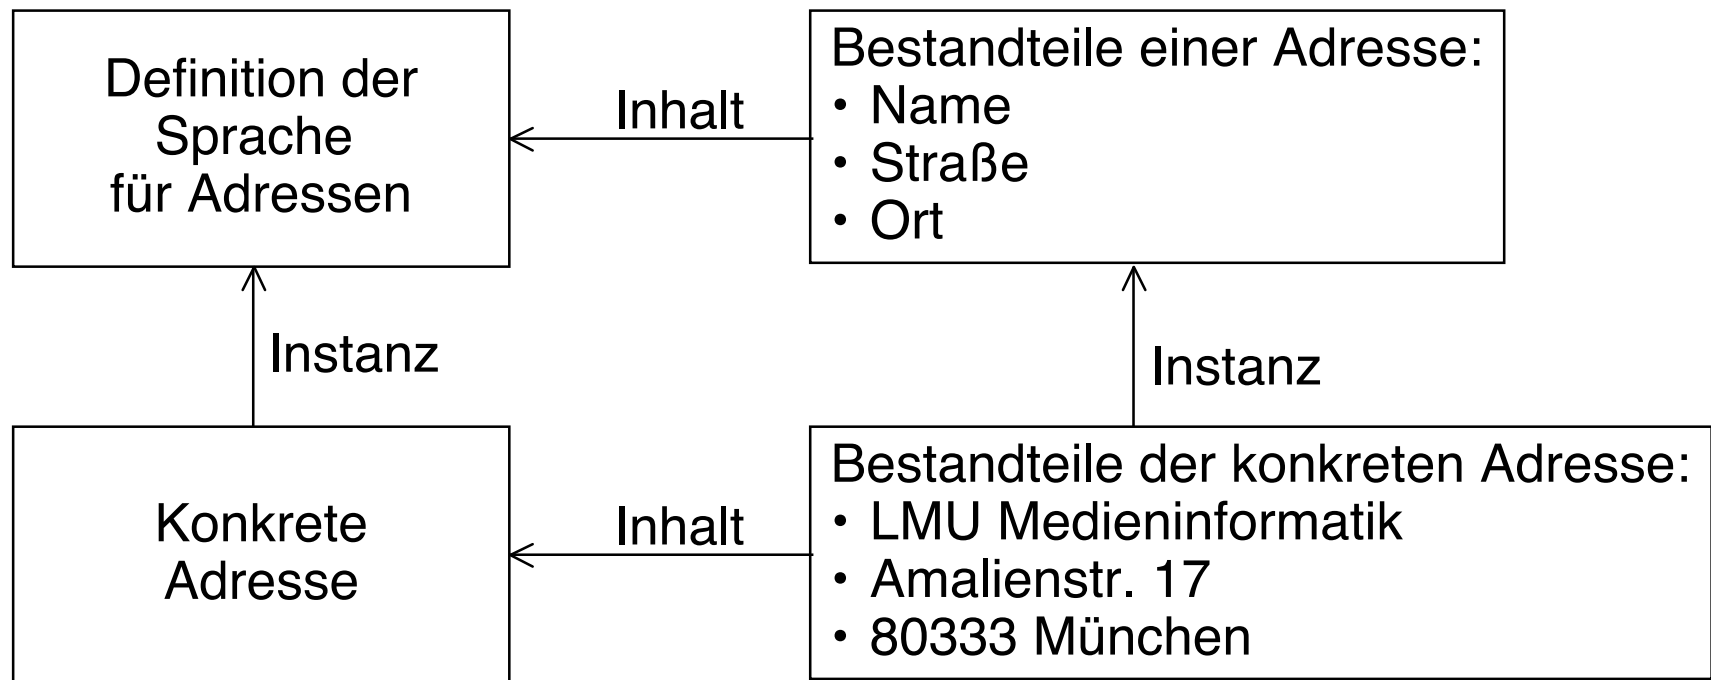 Definition der
Sprache
für Adressen
Inhalt
Bestandteile einer Adresse:
• Name
• Straße
• Ort
Instanz
Instanz
Konkrete
Adresse
Inhalt
Bestandteile der konkreten Adresse:
• LMU Medieninformatik
• Amalienstr. 17
• 80333 München